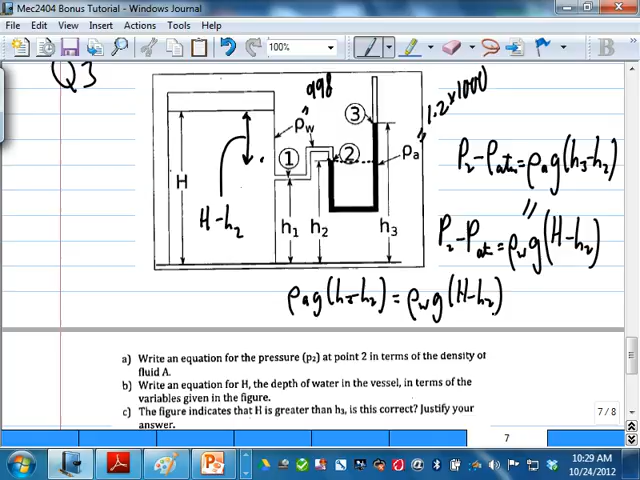 Mec2404 Bonus Tutorial - Windows Journal
File Edit View Insert Actions Tools Help
100%
B
Q3
998
ρw
1.2×1000
③
ρa
①
②
H
H-h2
h1
h2
h3
P2-Patm=ρag(h3-h2)
P2-Pat=ρwg(H-h2)
ρag(h3-h2)=ρwg(H-h2)
a) Write an equation for the pressure (p2) at point 2 in terms of the density of
fluid A.
b) Write an equation for H, the depth of water in the vessel, in terms of the
variables given in the figure.
c) The figure indicates that H is greater than h3, is this correct? Justify your
answer.
7 / 8
7
10:29 AM
10/24/2012